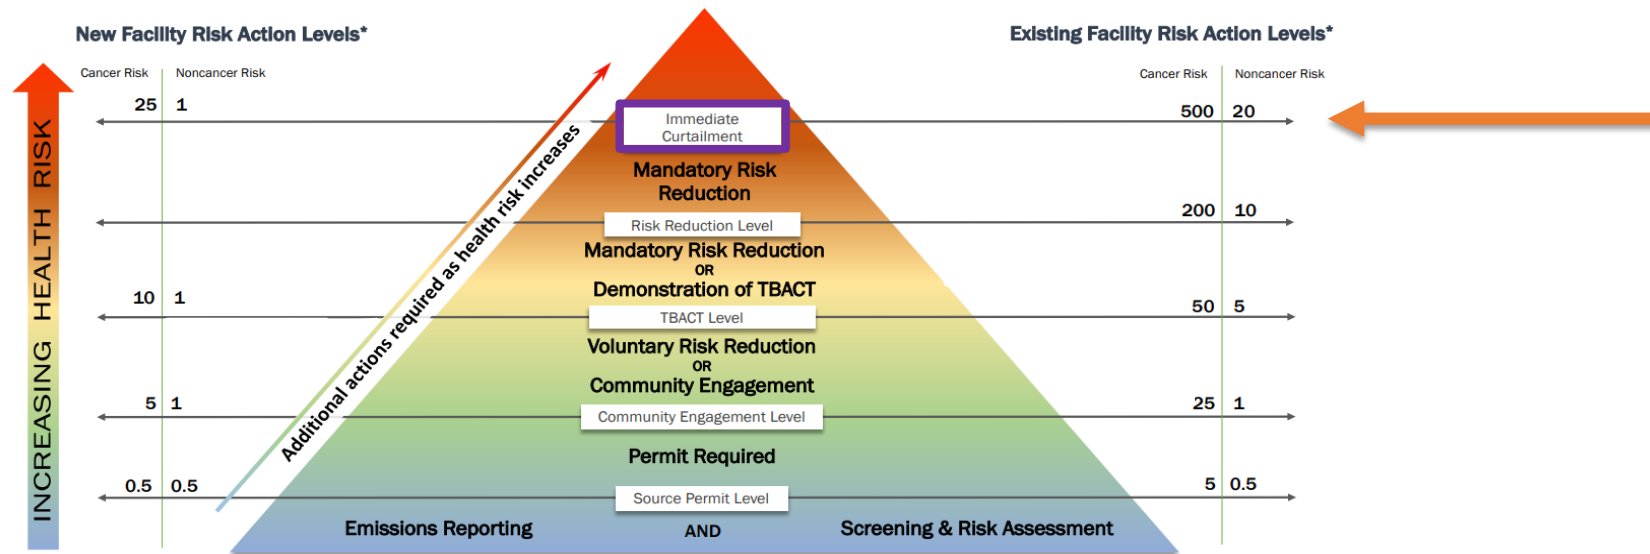 New Facility Risk Action Levels*
Existing Facility Risk Action Levels*
Cancer Risk Noncancer Risk
Cancer Risk Noncancer Risk
25 1
Immediate
Curtailment
500 20
Mandatory Risk
Reduction
Risk Reduction Level
200 10
Mandatory Risk Reduction
OR
Demonstration of TBACT
10 1
TBACT Level
50 5
Voluntary Risk Reduction
OR
Community Engagement
5 1
Community Engagement Level
25 1
Permit Required
0.5 0.5
Source Permit Level
5 0.5
Emissions Reporting AND Screening & Risk Assessment
INCREASING HEALTH RISK
Additional actions required as health risk increases